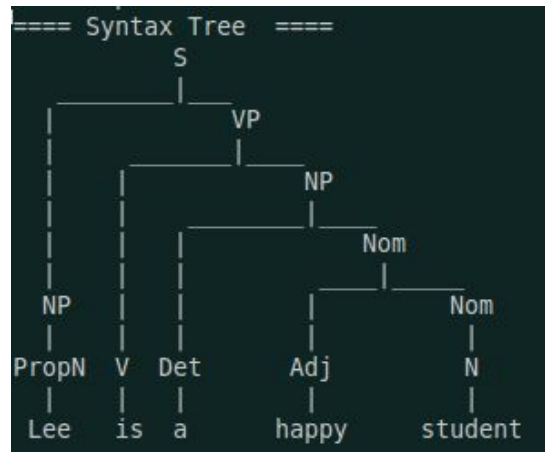 ==== Syntax Tree ====
S
VP
NP
Nom
NP Nom
PropN V Det Adj N
Lee is a happy student